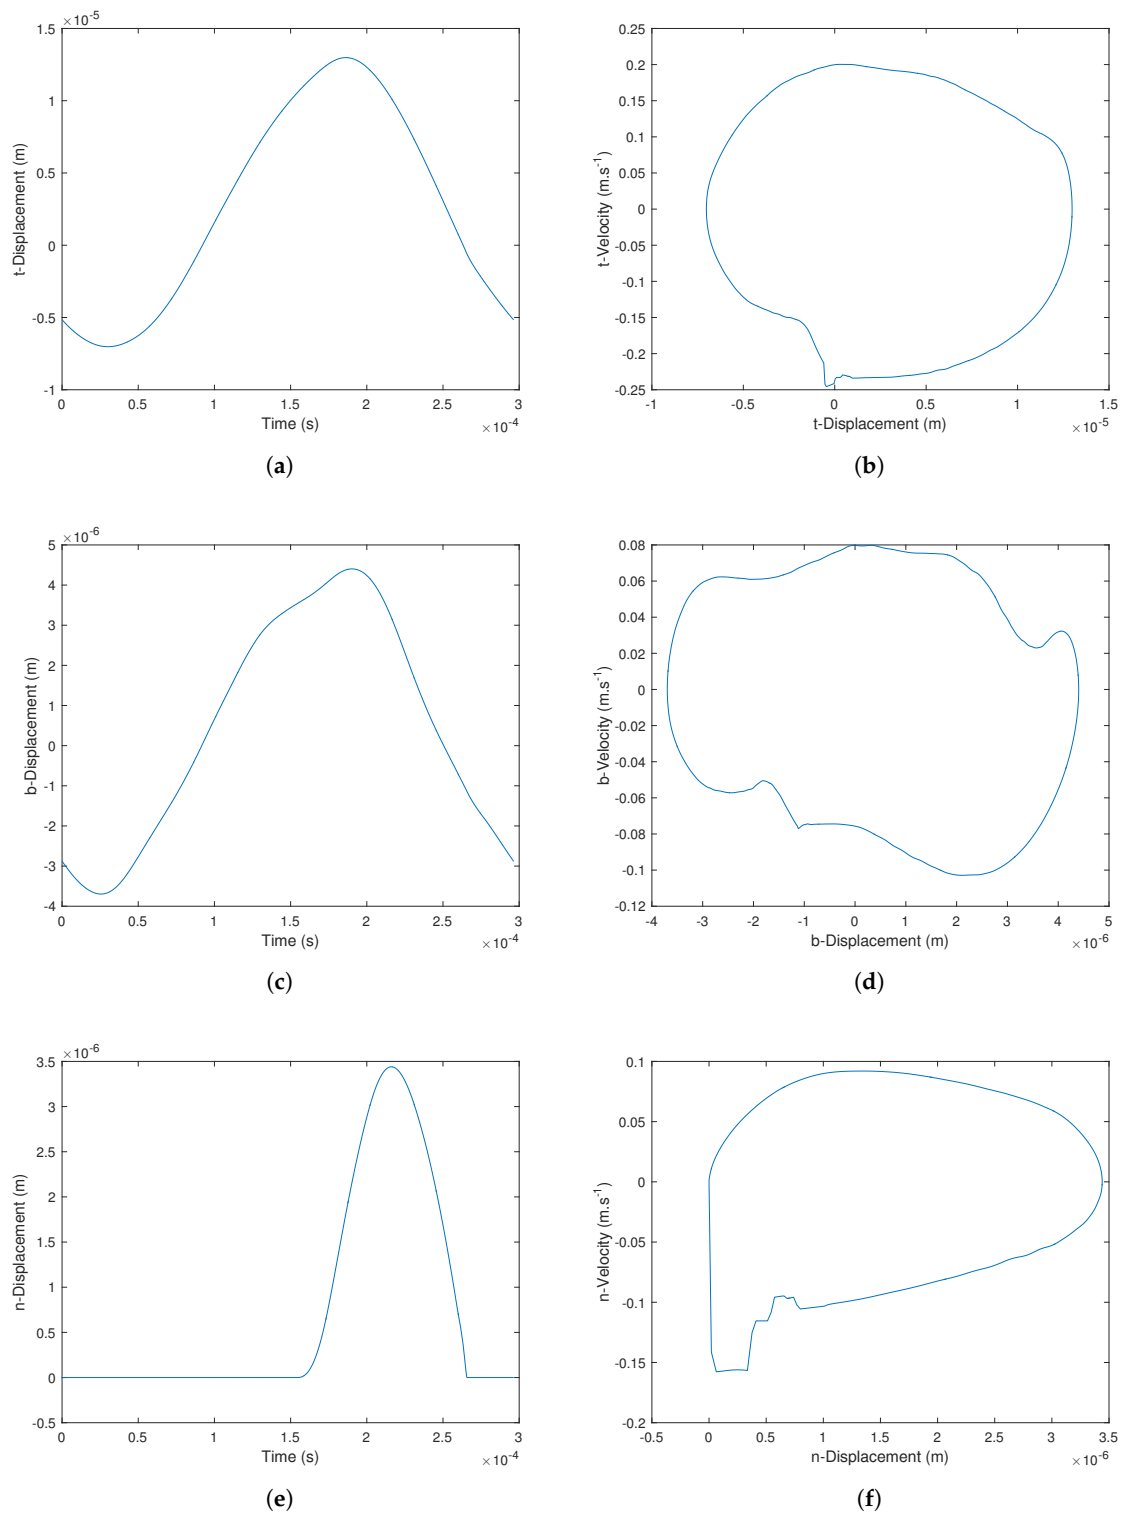 ×10⁻⁵
1.5
1
0.5
0
-0.5
-1
t-Displacement (m)
0 0.5 1 1.5 2 2.5 3
Time (s) ×10⁻⁴
(a)
0.25
0.2
0.15
0.1
0.05
0
-0.05
-0.1
-0.15
-0.2
-0.25
t-Velocity (m.s⁻¹)
-1 -0.5 0 0.5 1 1.5
t-Displacement (m) ×10⁻⁵
(b)
×10⁻⁶
5
4
3
2
1
0
-1
-2
-3
-4
b-Displacement (m)
0 0.5 1 1.5 2 2.5 3
Time (s) ×10⁻⁴
(c)
0.08
0.06
0.04
0.02
0
-0.02
-0.04
-0.06
-0.08
-0.1
-0.12
b-Velocity (m.s⁻¹)
-4 -3 -2 -1 0 1 2 3 4 5
b-Displacement (m) ×10⁻⁶
(d)
×10⁻⁶
3.5
3
2.5
2
1.5
1
0.5
0
-0.5
n-Displacement (m)
0 0.5 1 1.5 2 2.5 3
Time (s) ×10⁻⁴
(e)
0.1
0.05
0
-0.05
-0.1
-0.15
-0.2
n-Velocity (m.s⁻¹)
-0.5 0 0.5 1 1.5 2 2.5 3 3.5
n-Displacement (m) ×10⁻⁶
(f)